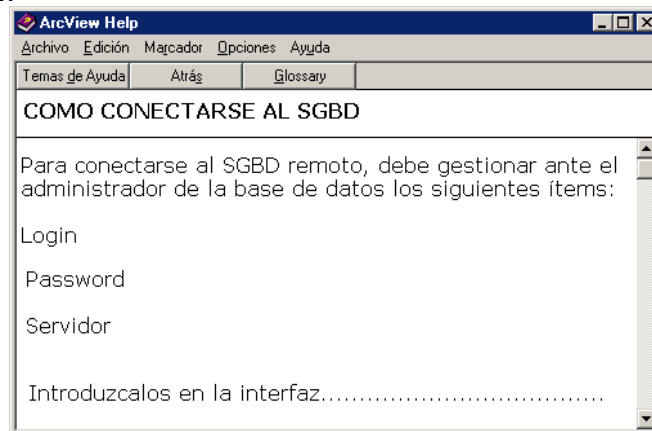 ArcView Help
Archivo Edición Marcador Opciones Ayuda
Temas de Ayuda Atrás Glossary
COMO CONECTARSE AL SGBD
Para conectarse al SGBD remoto, debe gestionar ante el
administrador de la base de datos los siguientes ítems:
Login
Password
Servidor
Introduzcalos en la interfaz....................................